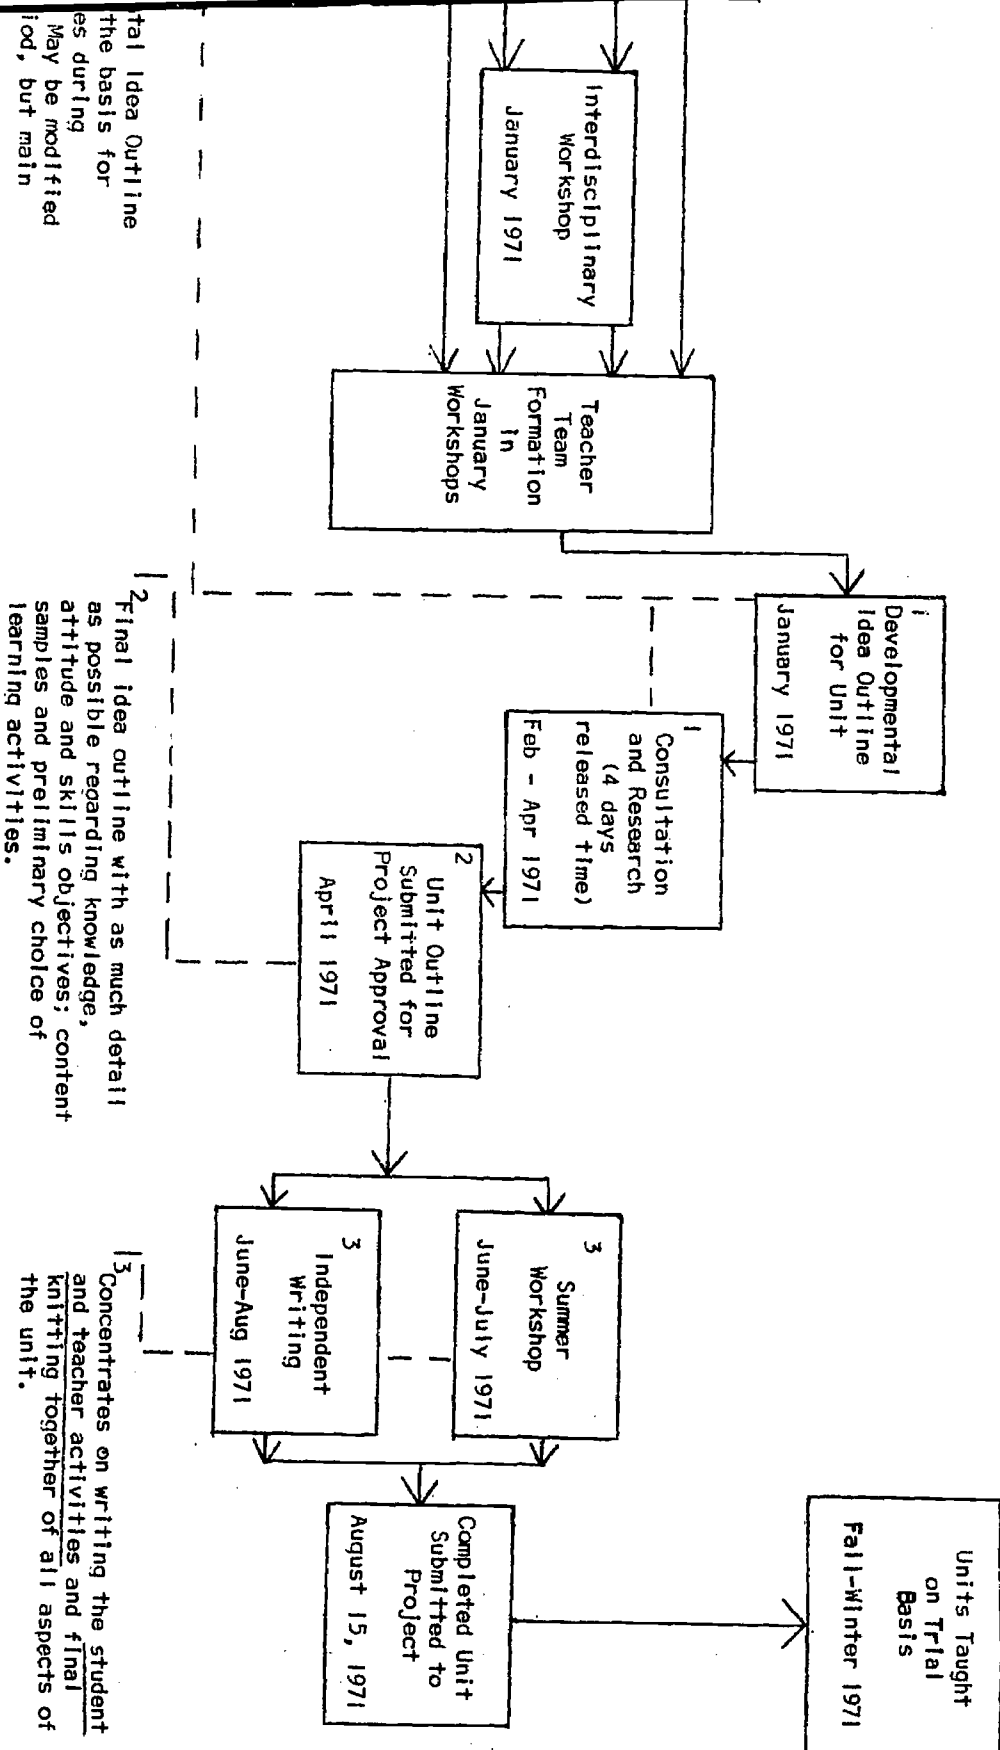 Interdisciplinary
Workshop
January 1971
Teacher
Team
Formation
in
January
Workshops
1
Developmental
Idea Outline
for Unit
January 1971
1
Consultation
and Research
(4 days
released time)
Feb - Apr 1971
2
Unit Outline
Submitted for
Project Approval
April 1971
3
Summer
Workshop
June-July 1971
3
Independent
Writing
June-Aug 1971
Completed Unit
Submitted to
Project
August 15, 1971
Units Taught
on Trial
Basis
Fall-Winter 1971
tal Idea Outline
the basis for
es during
May be modified
iod, but main
2
Final idea outline with as much detail
as possible regarding knowledge,
attitude and skills objectives; content
samples and preliminary choice of
learning activities.
3
Concentrates on writing the student
and teacher activities and final
knitting together of all aspects of
the unit.